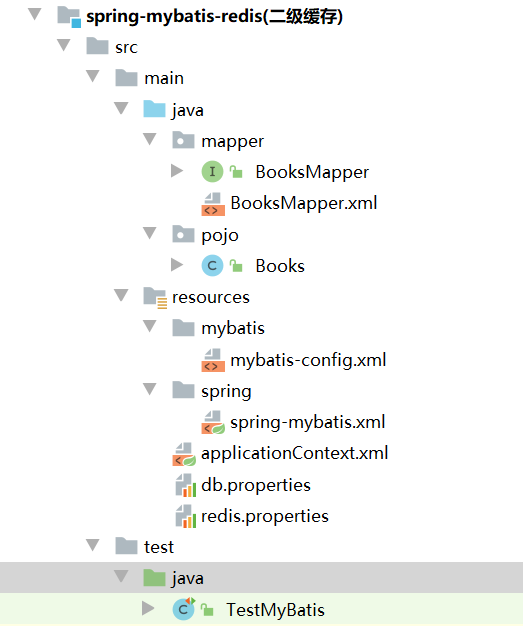 spring-mybatis-redis(二级缓存)
src
main
java
mapper
I BooksMapper
BooksMapper.xml
pojo
C Books
resources
mybatis
mybatis-config.xml
spring
spring-mybatis.xml
applicationContext.xml
db.properties
redis.properties
test
java
C TestMyBatis